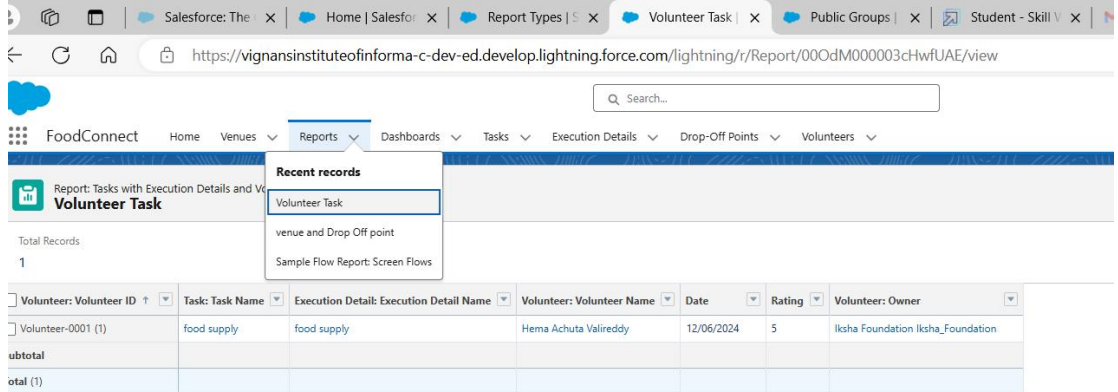 Salesforce: The
Home | Salesfor
Report Types | S
Volunteer Task |
Public Groups |
Student - Skill
https://vignansinstituteofinforma-c-dev-ed.develop.lightning.force.com/lightning/r/Report/00OdM000003cHwfUAE/view
Search...
FoodConnect Home Venues Reports Dashboards Tasks Execution Details Drop-Off Points Volunteers
Recent records
Volunteer Task
venue and Drop Off point
Sample Flow Report: Screen Flows
Report: Tasks with Execution Details and Vo
Volunteer Task
Total Records
1
Volunteer: Volunteer ID ↑ Task: Task Name Execution Detail: Execution Detail Name Volunteer: Volunteer Name Date Rating Volunteer: Owner
Volunteer-0001 (1) food supply food supply Hema Achuta Valireddy 12/06/2024 5 Iksha Foundation Iksha_Foundation
ubtotal
otal (1)